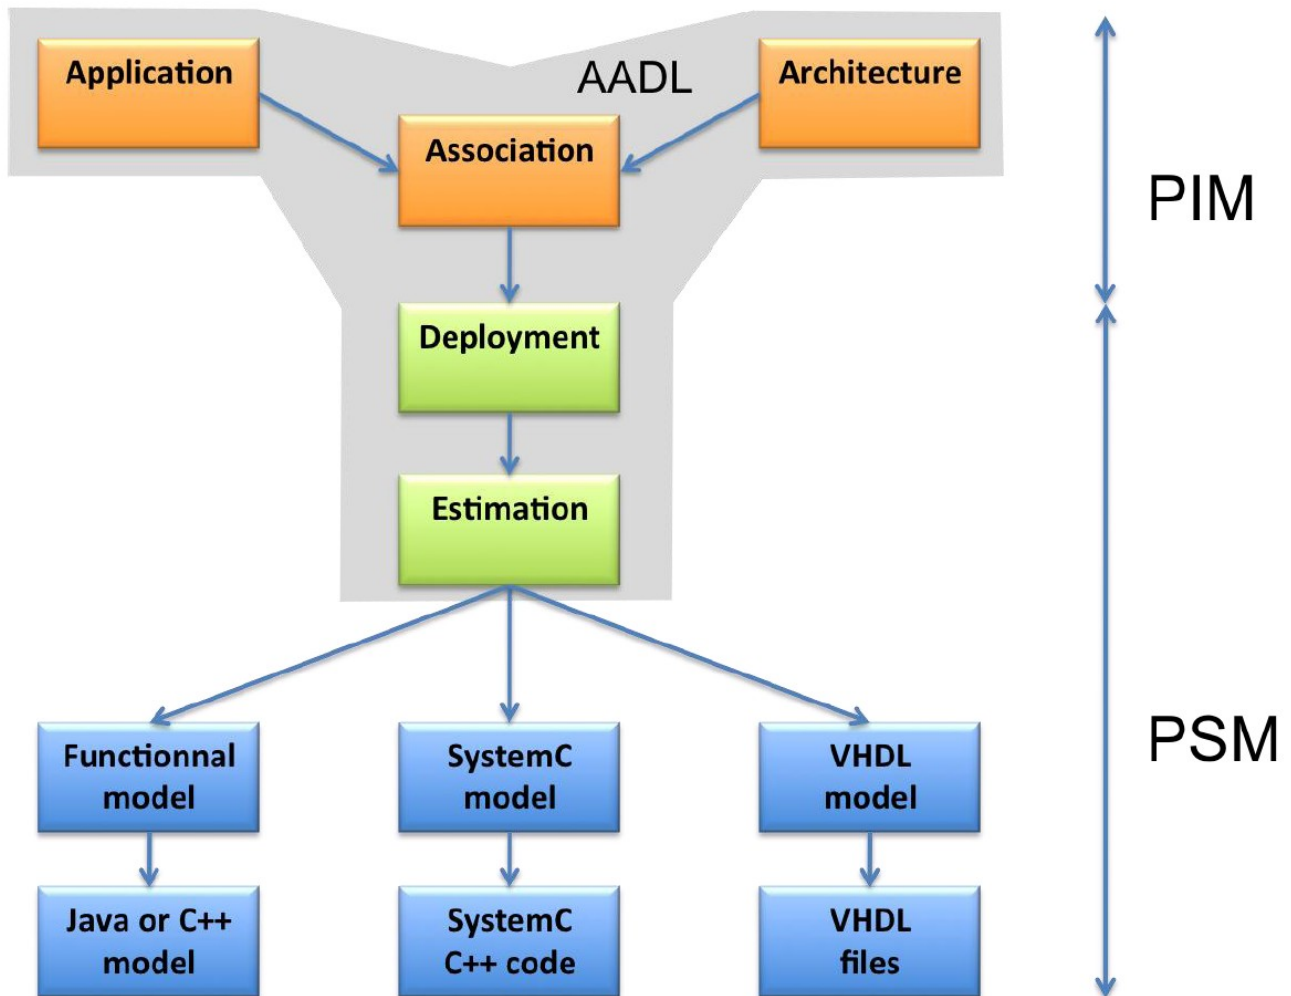 Application
AADL
Architecture
Association
PIM
Deployment
Estimation
Functionnal
model
SystemC
model
VHDL
model
PSM
Java or C++
model
SystemC
C++ code
VHDL
files